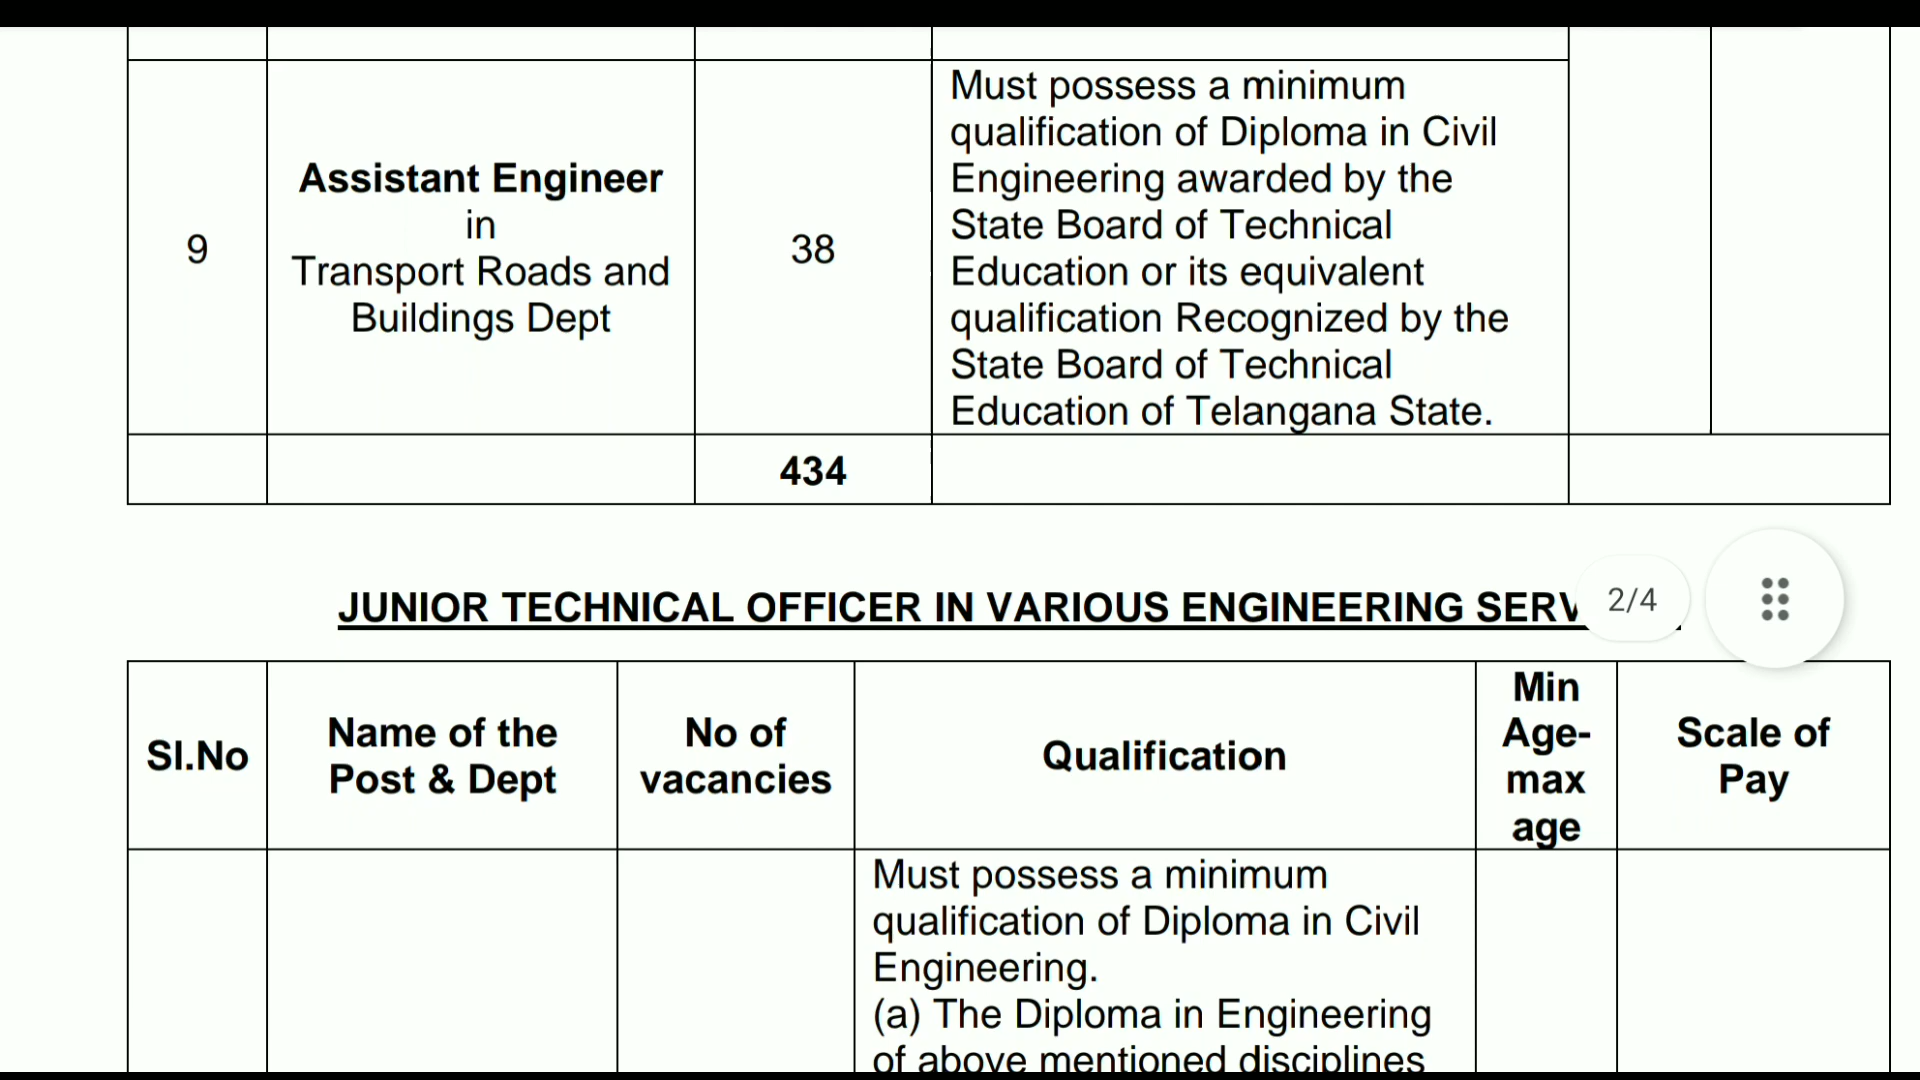 9
Assistant Engineer
in
Transport Roads and
Buildings Dept
38
Must possess a minimum
qualification of Diploma in Civil
Engineering awarded by the
State Board of Technical
Education or its equivalent
qualification Recognized by the
State Board of Technical
Education of Telangana State.
434
JUNIOR TECHNICAL OFFICER IN VARIOUS ENGINEERING SERV
2/4
Sl.No
Name of the
Post & Dept
No of
vacancies
Qualification
Min
Age-
max
age
Scale of
Pay
Must possess a minimum
qualification of Diploma in Civil
Engineering.
(a) The Diploma in Engineering
of above mentioned disciplines